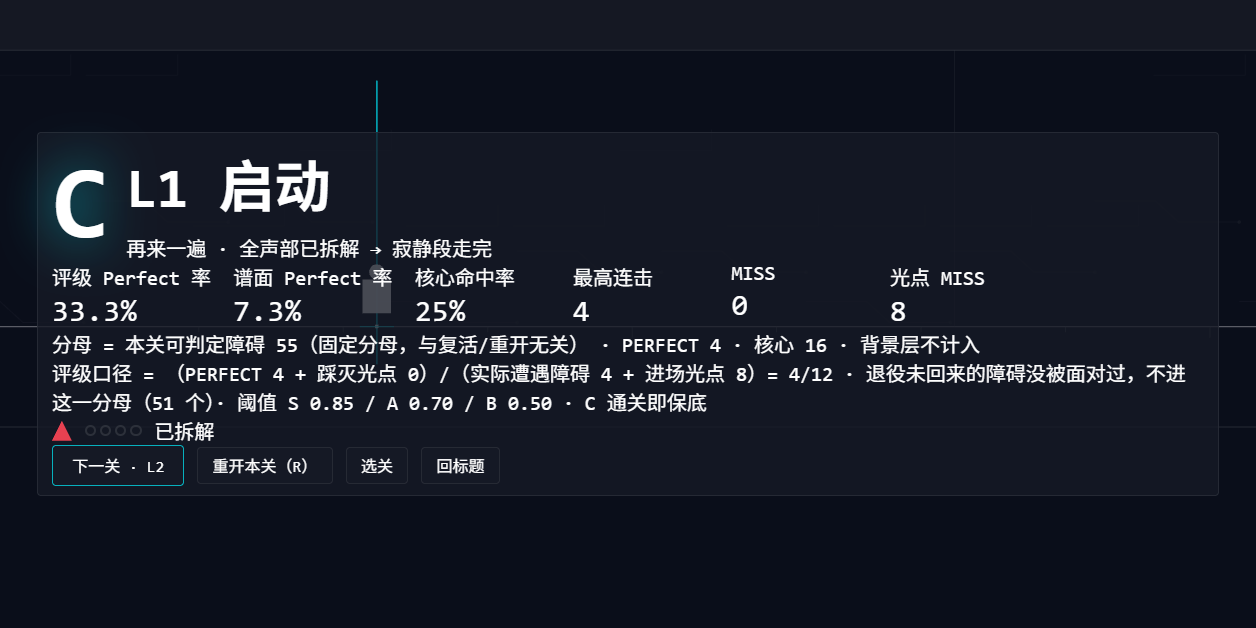 C
L1 启动
再来一遍 · 全声部已拆解 → 寂静段走完
评级 Perfect 率 谱面 Perfect 率 核心命中率 最高连击 MISS 光点 MISS
33.3% 7.3% 25% 4 0 8
分母 = 本关可判定障碍 55（固定分母，与复活/重开无关） · PERFECT 4 · 核心 16 · 背景层不计入
评级口径 = （PERFECT 4 + 踩灭光点 0）/（实际遭遇障碍 4 + 进场光点 8）= 4/12 · 退役未回来的障碍没被面对过，不进
这一分母（51 个）· 阈值 S 0.85 / A 0.70 / B 0.50 · C 通关即保底
已拆解
下一关 · L2 重开本关（R） 选关 回标题